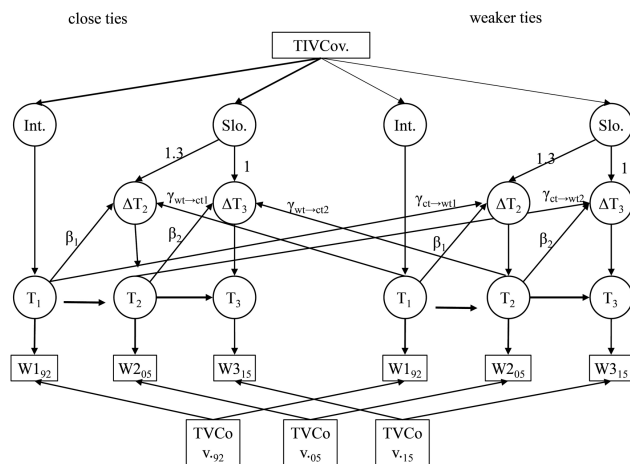 close ties
weaker ties
TIVCov.
Int.
Slo.
Int.
Slo.
1.3
1
1.3
1
γwt→ct1
γwt→ct2
γct→wt1
γct→wt2
ΔT2
ΔT3
ΔT2
ΔT3
β1
β2
β1
β2
T1
T2
T3
T1
T2
T3
W192
W205
W315
W192
W205
W315
TVCo
v.92
TVCo
v.05
TVCo
v.15